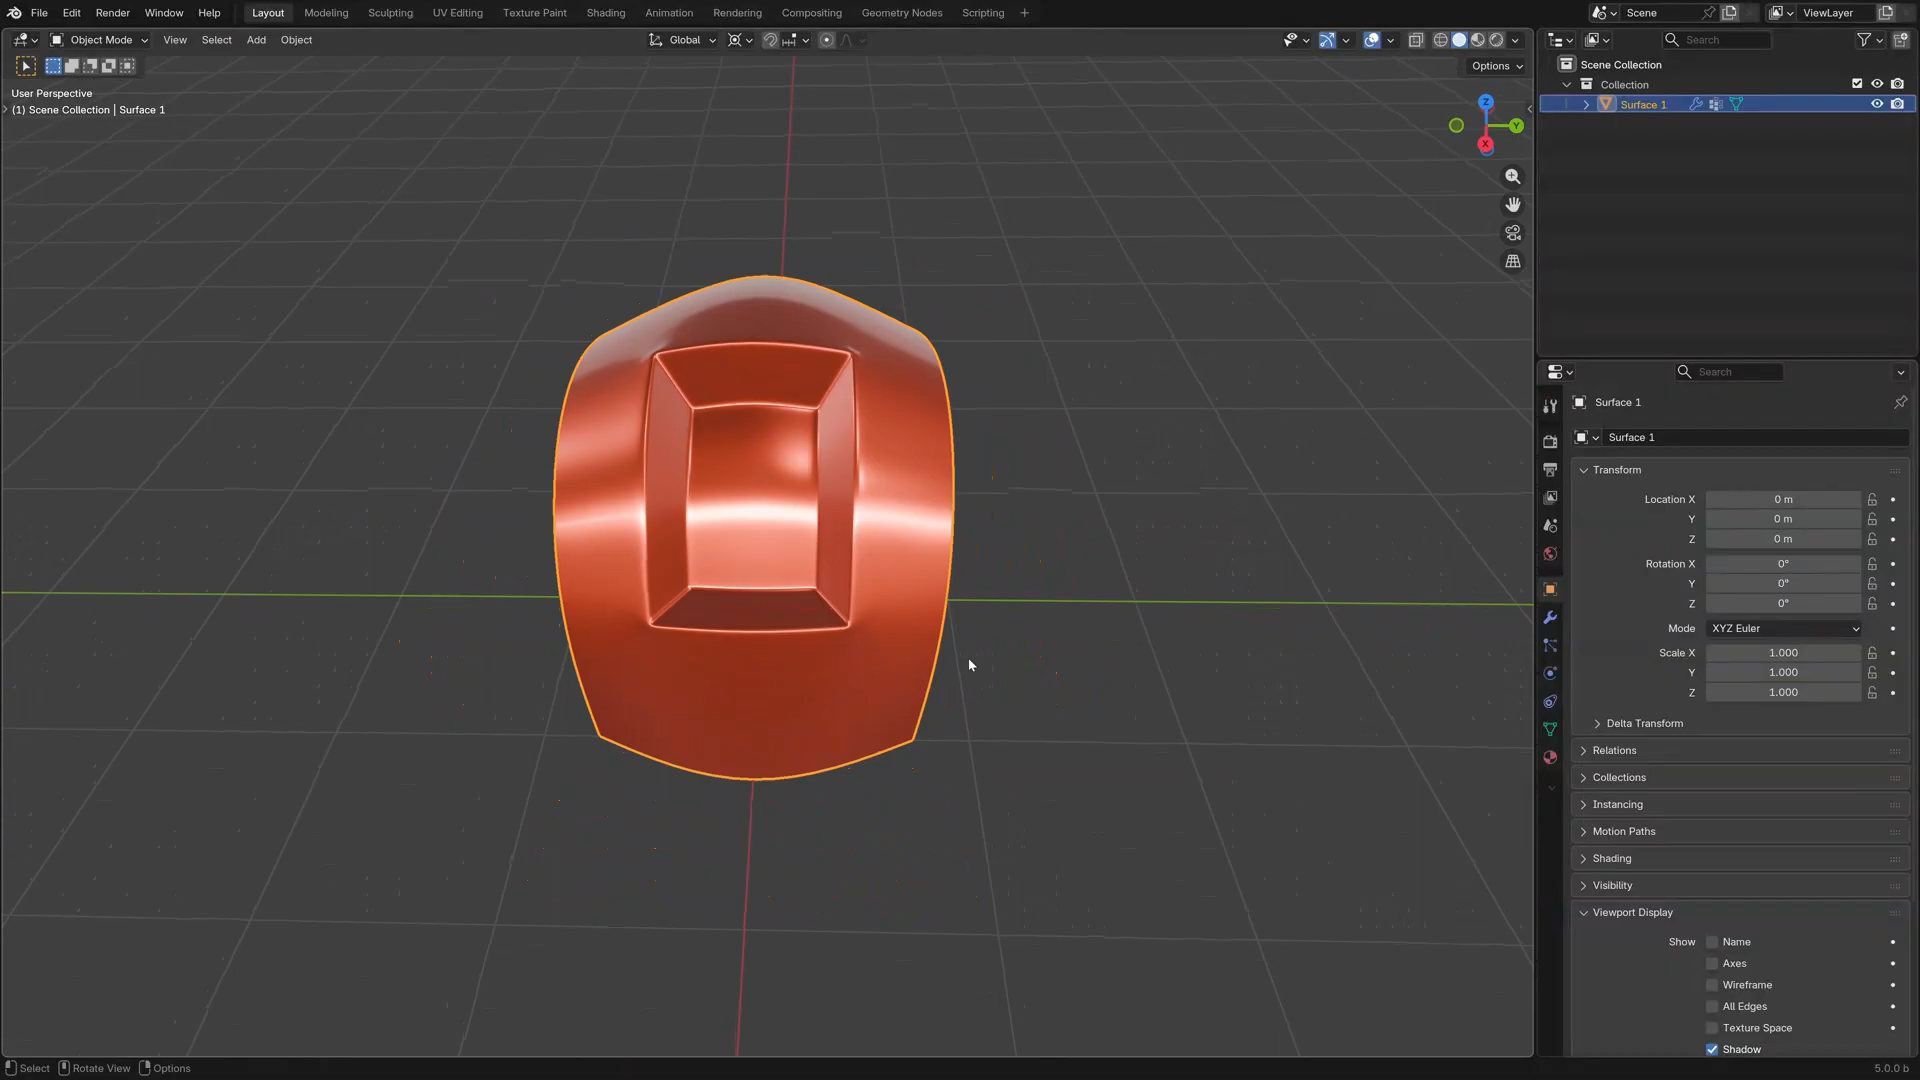 File Edit Render Window Help Layout Modeling Sculpting UV Editing Texture Paint Shading Animation Rendering Compositing Geometry Nodes Scripting + Scene ViewLayer
Object Mode View Select Add Object Global Search
Options
User Perspective
(1) Scene Collection | Surface 1
Z
Y
X
Scene Collection
Collection
Surface 1
Search
Surface 1
Surface 1
Transform
Location X 0 m
Y 0 m
Z 0 m
Rotation X 0°
Y 0°
Z 0°
Mode XYZ Euler
Scale X 1.000
Y 1.000
Z 1.000
Delta Transform
Relations
Collections
Instancing
Motion Paths
Shading
Visibility
Viewport Display
Show Name
Axes
Wireframe
All Edges
Texture Space
Shadow
Select Rotate View Options 5.0.0 b